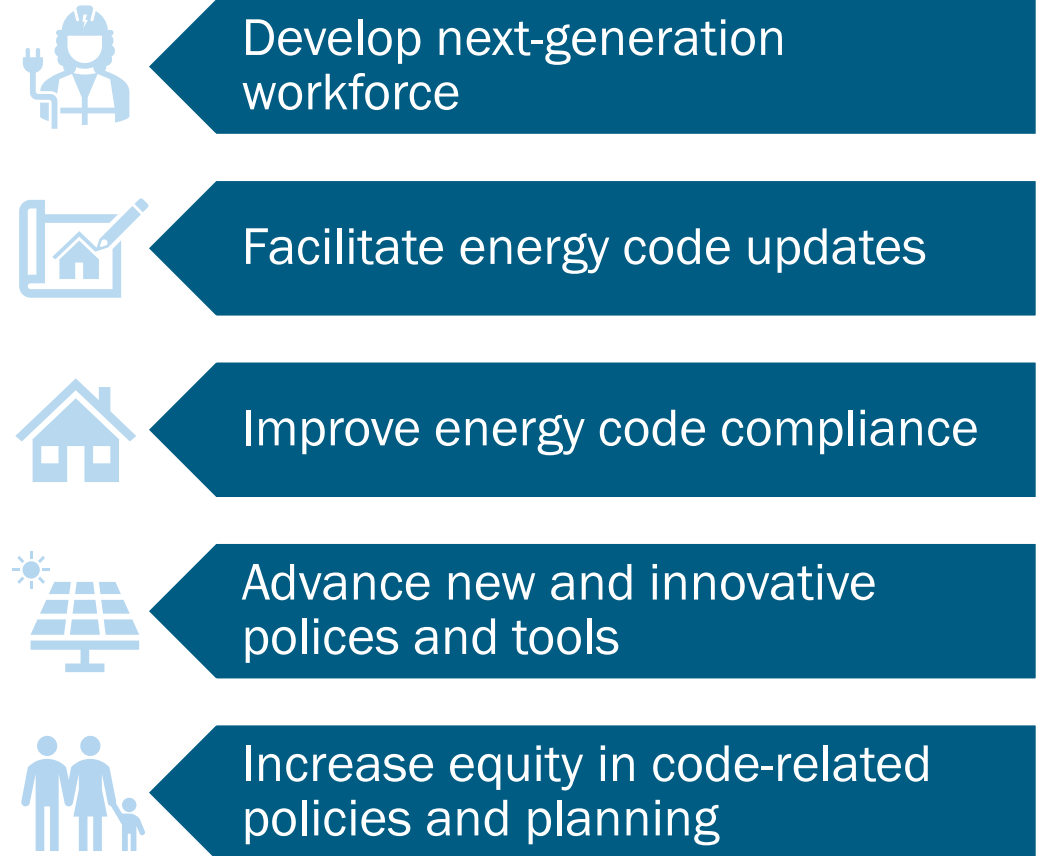 Develop next-generation
workforce
Facilitate energy code updates
Improve energy code compliance
Advance new and innovative
polices and tools
Increase equity in code-related
policies and planning